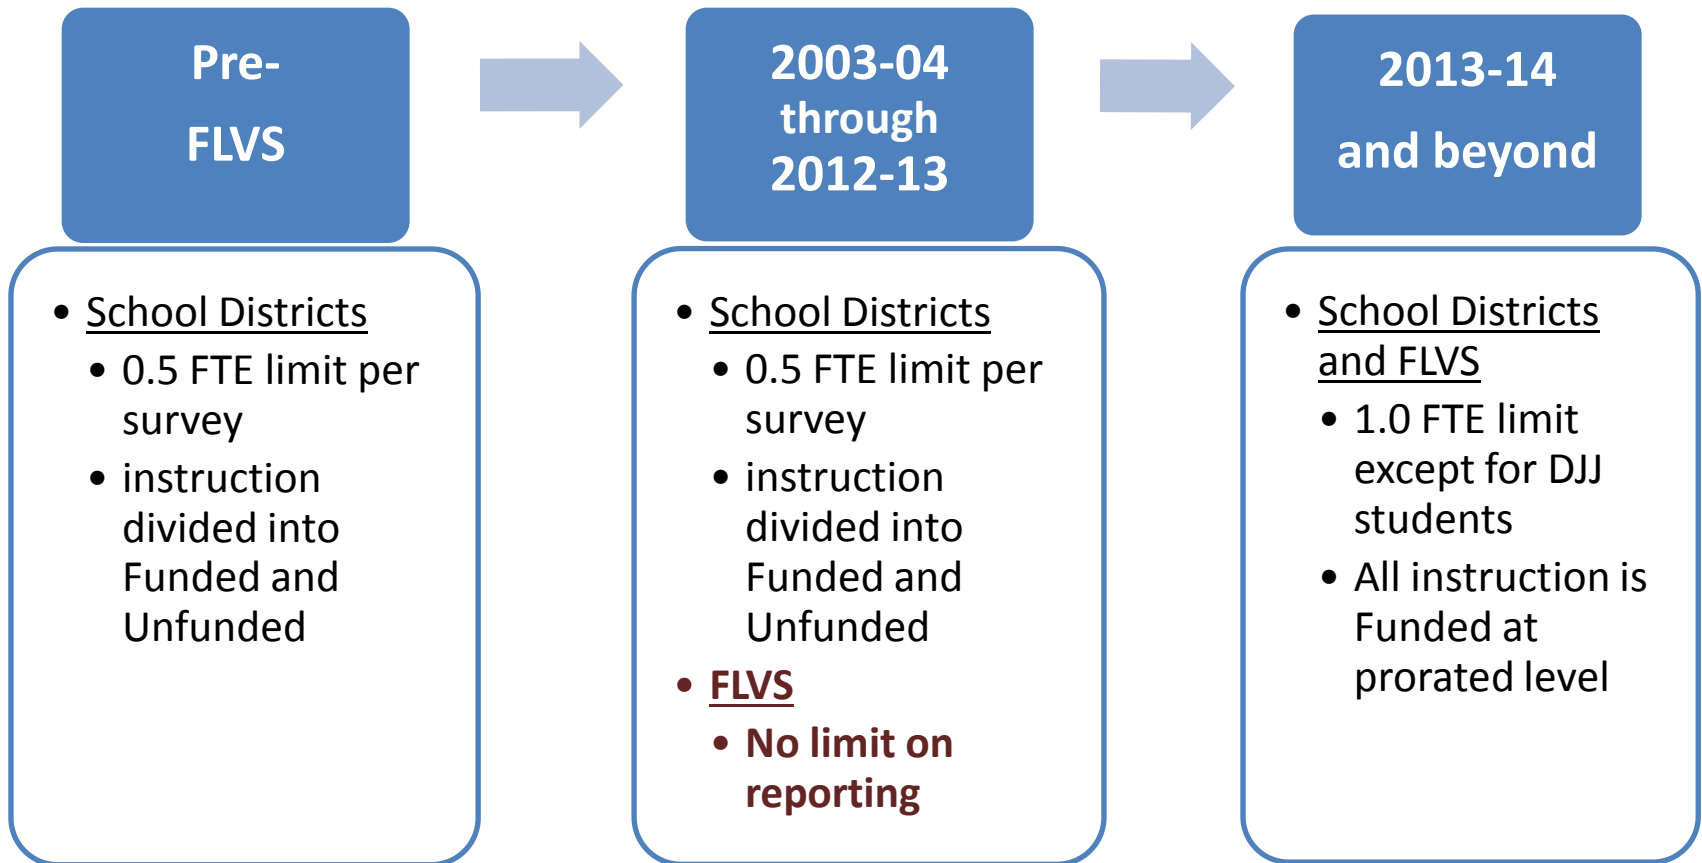 Pre-
FLVS
• School Districts
• 0.5 FTE limit per
survey
• instruction
divided into
Funded and
Unfunded
2003-04
through
2012-13
• School Districts
• 0.5 FTE limit per
survey
• instruction
divided into
Funded and
Unfunded
• FLVS
• No limit on
reporting
2013-14
and beyond
• School Districts
and FLVS
• 1.0 FTE limit
except for DJJ
students
• All instruction is
Funded at
prorated level